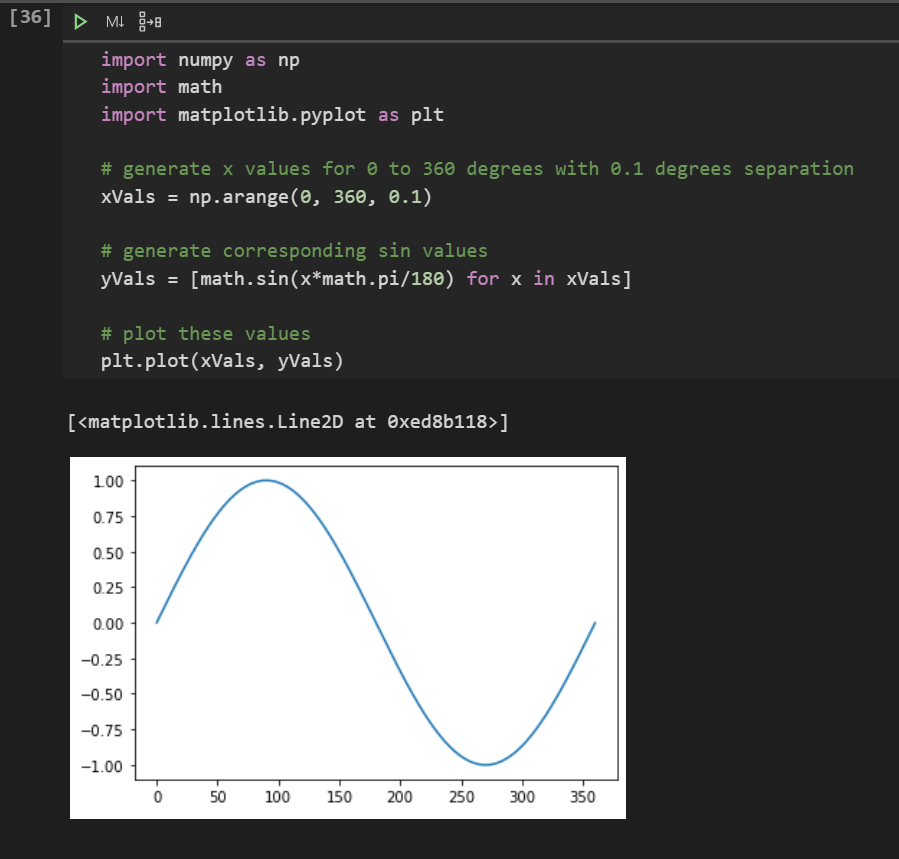 [36]
M↓
import numpy as np
import math
import matplotlib.pyplot as plt
# generate x values for 0 to 360 degrees with 0.1 degrees separation
xVals = np.arange(0, 360, 0.1)
# generate corresponding sin values
yVals = [math.sin(x*math.pi/180) for x in xVals]
# plot these values
plt.plot(xVals, yVals)
[<matplotlib.lines.Line2D at 0xed8b118>]
1.00
0.75
0.50
0.25
0.00
−0.25
−0.50
−0.75
−1.00
0 50 100 150 200 250 300 350